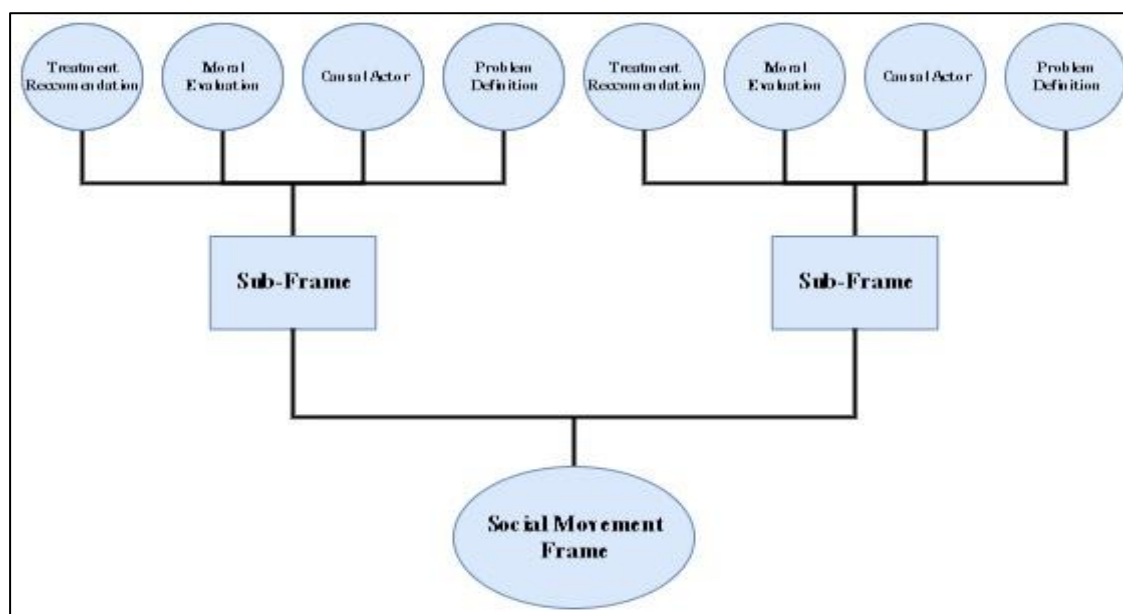 Treatment
Reccomendation
Moral
Evaluation
Causal Actor
Problem
Definition
Treatment
Reccomendation
Moral
Evaluation
Causal Actor
Problem
Definition
Sub-Frame
Sub-Frame
Social Movement
Frame